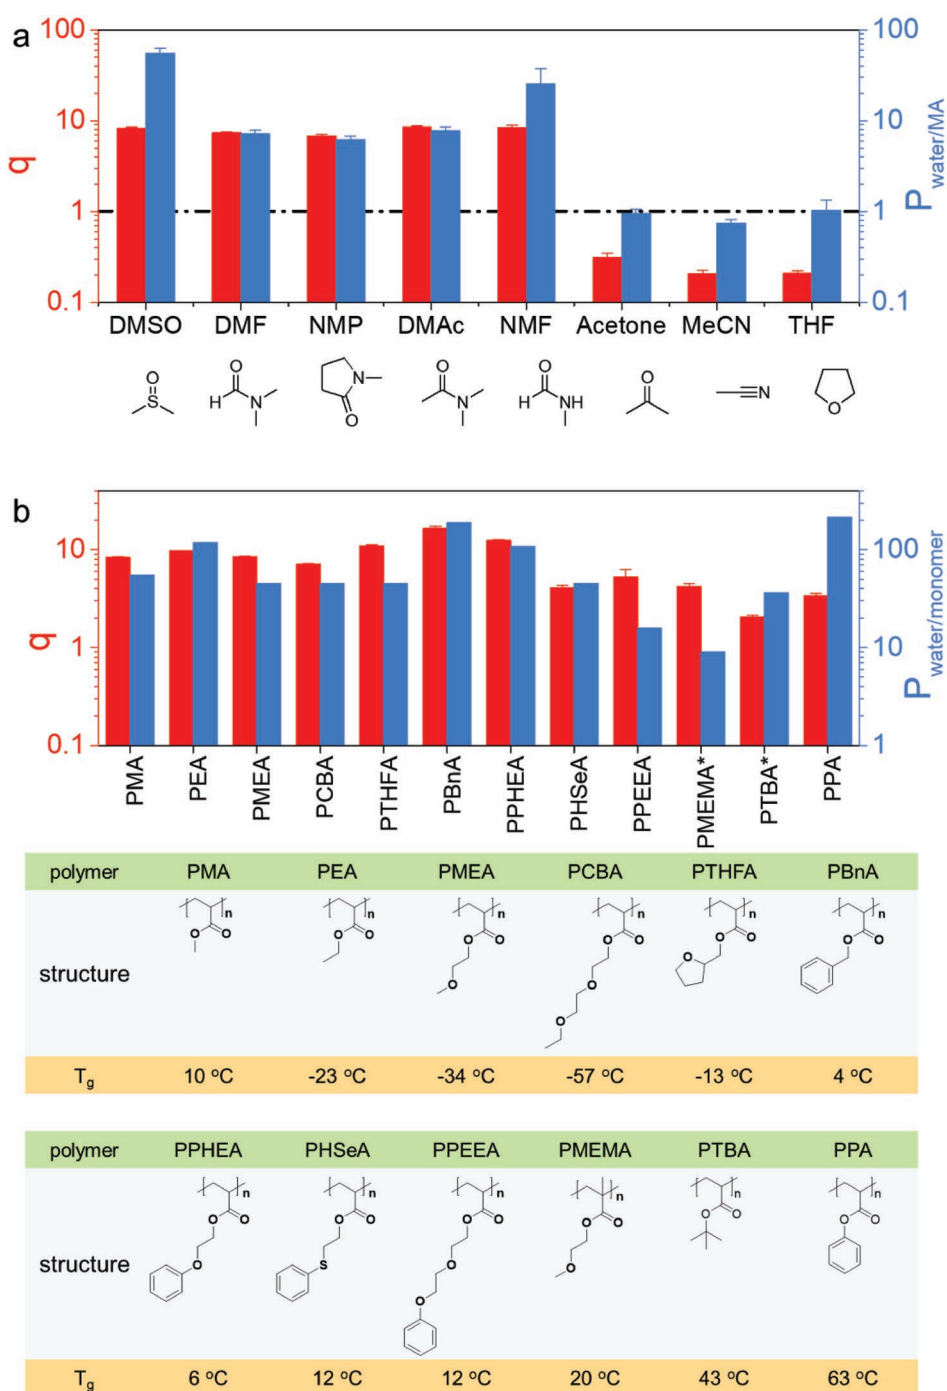 a
100
10
1
0.1
q
100
10
1
0.1
P water/MA
DMSO DMF NMP DMAc NMF Acetone MeCN THF
O S
O H N
N O
O N
O H NH
O
N
O
b
10
1
0.1
q
100
10
1
P water/monomer
PMA PEA PMEA PCBA PTHFA PBnA PPHEA PHSeA PPEEA PMEMA* PTBA* PPA
polymer PMA PEA PMEA PCBA PTHFA PBnA
structure
n n n n n n
O O O O O O O O O O O O
O O O
O
Tg 10 °C -23 °C -34 °C -57 °C -13 °C 4 °C
polymer PPHEA PHSeA PPEEA PMEMA PTBA PPA
structure
n n n n n n
O O O O O O O O O O O O
O S O O
O
Tg 6 °C 12 °C 12 °C 20 °C 43 °C 63 °C